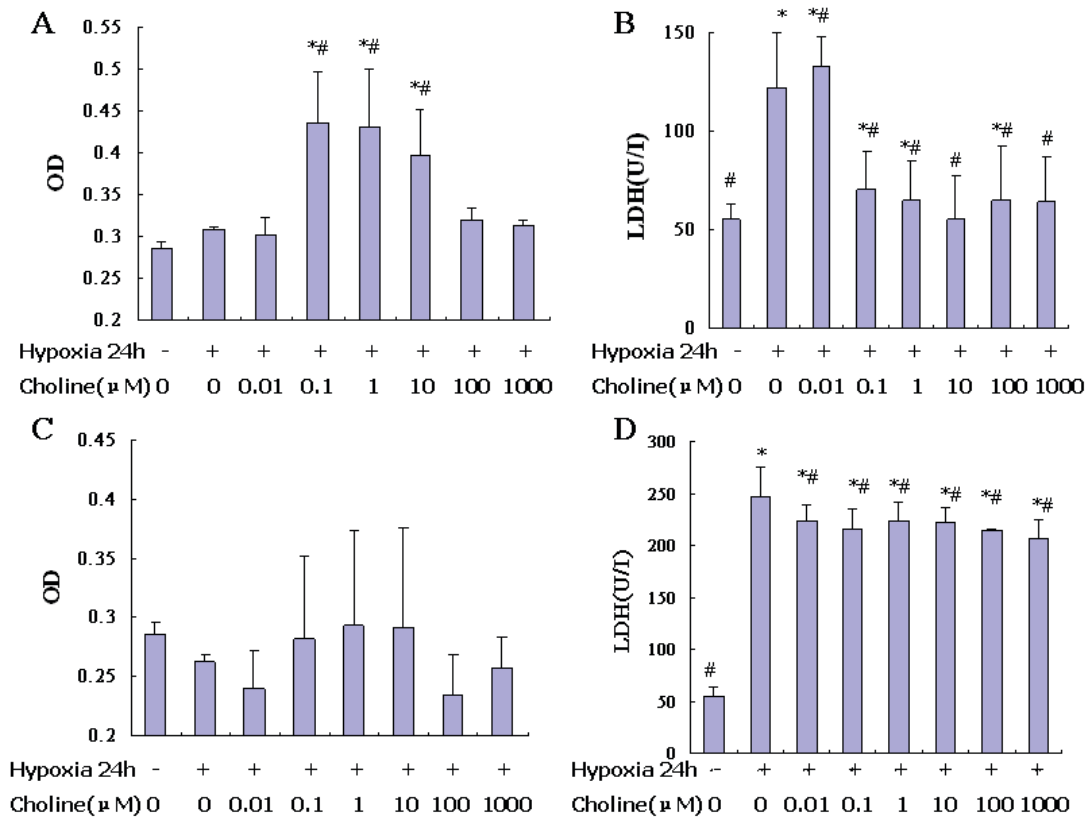 A
0.55
0.5
0.45
0.4
0.35
0.3
0.25
0.2
OD
*# *# *#
Hypoxia 24h - + + + + + + +
Choline(μM) 0 0 0.01 0.1 1 10 100 1000
B
150
100
50
0
LDH(U/I)
# * *# *# *# # *# #
Hypoxia 24h - + + + + + + +
Choline(μM) 0 0 0.01 0.1 1 10 100 1000
C
0.45
0.4
0.35
0.3
0.25
0.2
OD
Hypoxia 24h - + + + + + + +
Choline(μM) 0 0 0.01 0.1 1 10 100 1000
D
300
250
200
150
100
50
0
LDH(U/I)
# * *# *# *# *# *# *#
Hypoxia 24h - + + + + + + +
Choline(μM) 0 0 0.01 0.1 1 10 100 1000